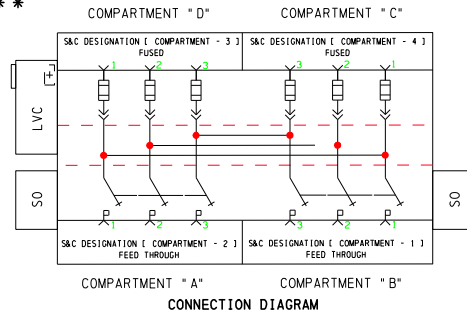 **
COMPARTMENT "D" COMPARTMENT "C"
S&C DESIGNATION [ COMPARTMENT - 3 ] S&C DESIGNATION [ COMPARTMENT - 4 ]
FUSED FUSED
1 2 3 3 2 1
+
LVC
SO SO
1 2 3 3 2 1
S&C DESIGNATION [ COMPARTMENT - 2 ] S&C DESIGNATION [ COMPARTMENT - 1 ]
FEED THROUGH FEED THROUGH
COMPARTMENT "A" COMPARTMENT "B"
CONNECTION DIAGRAM